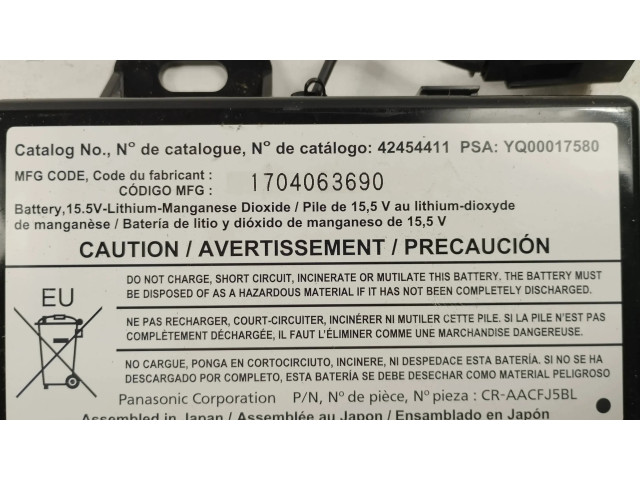 Catalog No., Nº de catalogue, Nº de catálogo: 42454411 PSA: YQ00017580
MFG CODE, Code du fabricant :
CÓDIGO MFG : 1704063690
Battery,15.5V-Lithium-Manganese Dioxide / Pile de 15,5 V au lithium-dioxyde
de manganèse / Batería de litio y dióxido de manganeso de 15,5 V
CAUTION / AVERTISSEMENT / PRECAUCIÓN
EU
DO NOT CHARGE, SHORT CIRCUIT, INCINERATE OR MUTILATE THIS BATTERY. THE BATTERY MUST
BE DISPOSED OF AS A HAZARDOUS MATERIAL IF IT HAS NOT BEEN COMPLETELY DISCHARGED.
NE PAS RECHARGER, COURT-CIRCUITER, INCINÉRER NI MUTILER CETTE PILE. SI LA PILE N'EST PAS
COMPLÈTEMENT DÉCHARGÉE, IL FAUT L'ÉLIMINER COMME UNE MARCHANDISE DANGEREUSE.
NO CARGUE, PONGA EN CORTOCIRCUITO, INCINERE, NI DESPEDACE ESTA BATERÍA. SI NO SE HA
DESCARGADO POR COMPLETO, ESTA BATERÍA SE DEBE DESECHAR COMO MATERIAL PELIGROSO
Panasonic Corporation P/N, Nº de pièce, Nº pieza : CR-AACFJ5BL
Assembled in Japan / Assemblée au Japon / Ensamblado en Japón